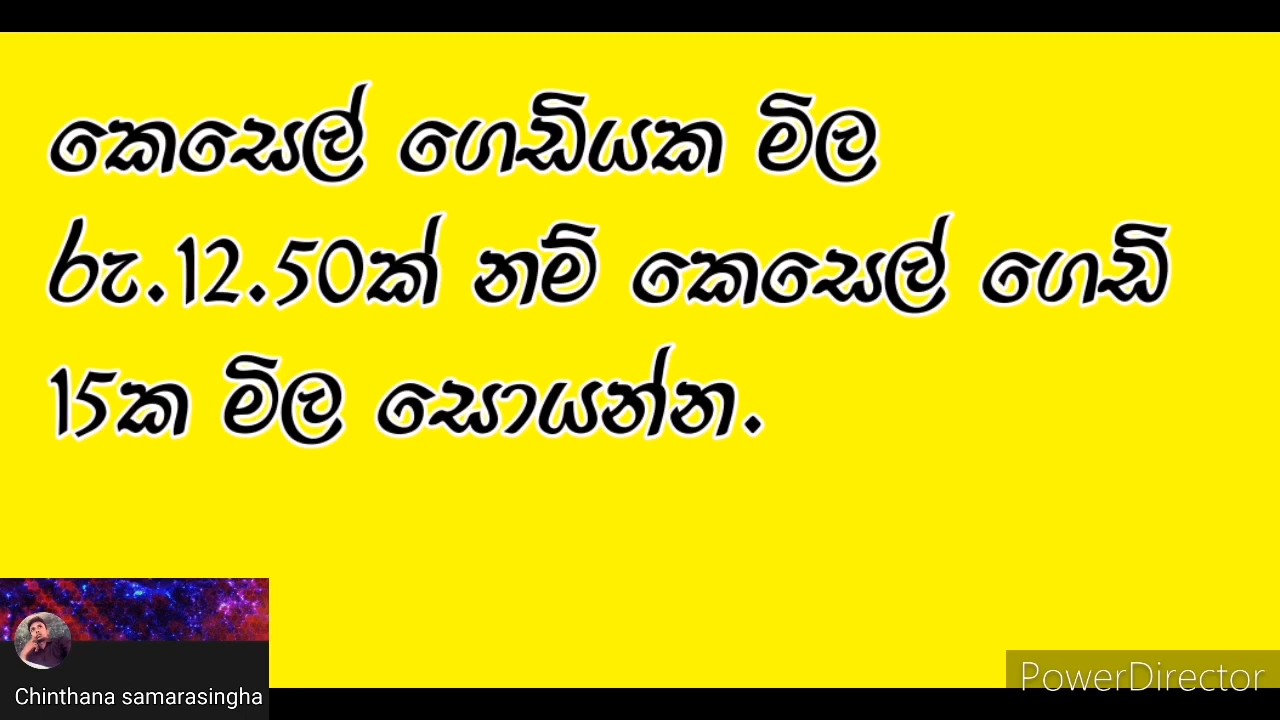 කෙසෙල් ගෙඩියක මිල
රු.12.50ක් නම් කෙසෙල් ගෙඩි
15ක මිල සොයන්න.
Chinthana samarasingha
PowerDirector